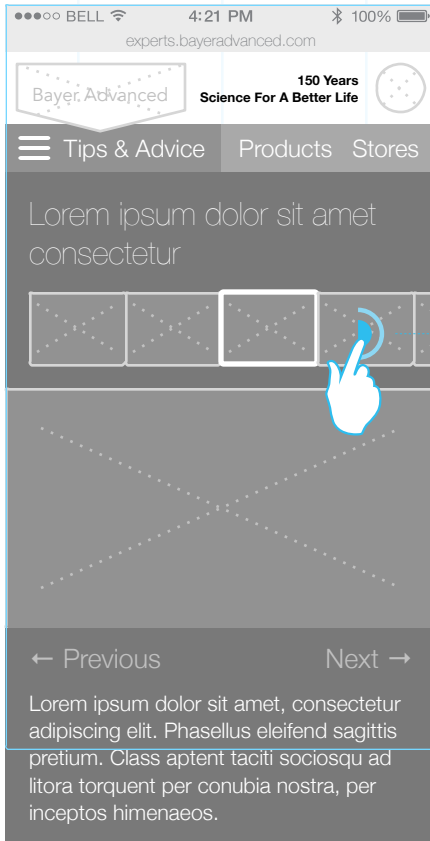 BELL 4:21 PM 100%
experts.bayeradvanced.com
Bayer Advanced
150 Years
Science For A Better Life
Tips & Advice Products Stores
Lorem ipsum dolor sit amet
consectetur
← Previous Next →
Lorem ipsum dolor sit amet, consectetur
adipiscing elit. Phasellus eleifend sagittis
pretium. Class aptent taciti sociosqu ad
litora torquent per conubia nostra, per
inceptos himenaeos.